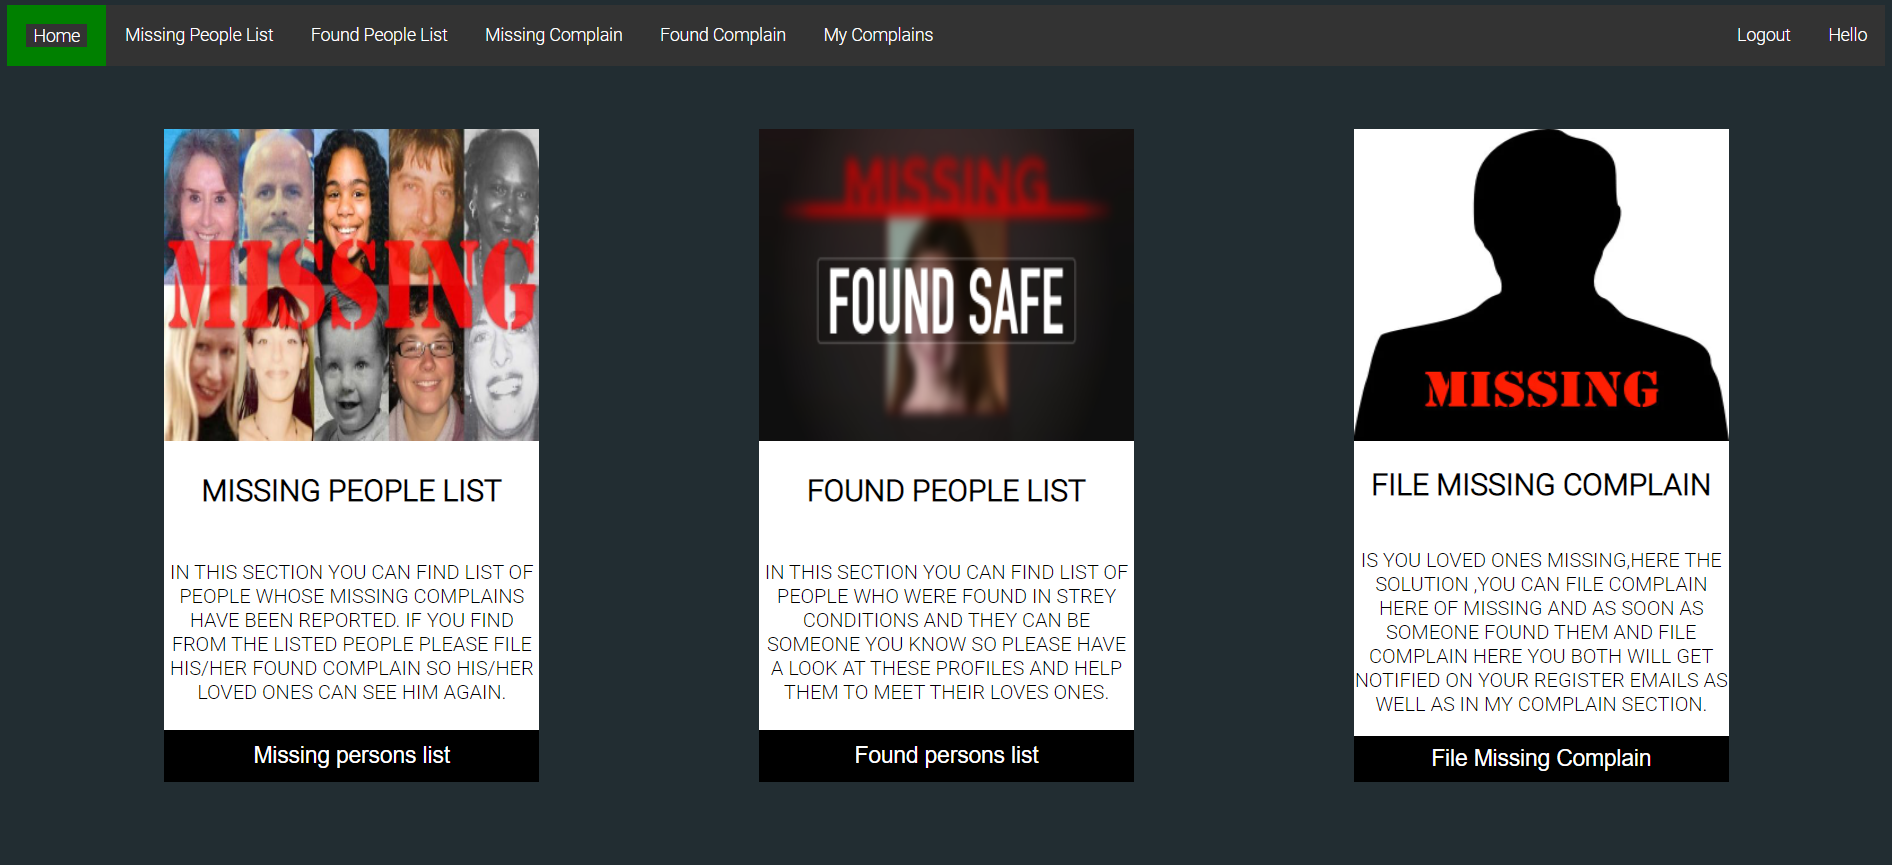 Home Missing People List Found People List Missing Complain Found Complain My Complains Logout Hello
MISSING
MISSING PEOPLE LIST
IN THIS SECTION YOU CAN FIND LIST OF
PEOPLE WHOSE MISSING COMPLAINS
HAVE BEEN REPORTED. IF YOU FIND
FROM THE LISTED PEOPLE PLEASE FILE
HIS/HER FOUND COMPLAIN SO HIS/HER
LOVED ONES CAN SEE HIM AGAIN.
Missing persons list
MISSING
FOUND SAFE
FOUND PEOPLE LIST
IN THIS SECTION YOU CAN FIND LIST OF
PEOPLE WHO WERE FOUND IN STREY
CONDITIONS AND THEY CAN BE
SOMEONE YOU KNOW SO PLEASE HAVE
A LOOK AT THESE PROFILES AND HELP
THEM TO MEET THEIR LOVES ONES.
Found persons list
MISSING
FILE MISSING COMPLAIN
IS YOU LOVED ONES MISSING,HERE THE
SOLUTION ,YOU CAN FILE COMPLAIN
HERE OF MISSING AND AS SOON AS
SOMEONE FOUND THEM AND FILE
COMPLAIN HERE YOU BOTH WILL GET
NOTIFIED ON YOUR REGISTER EMAILS AS
WELL AS IN MY COMPLAIN SECTION.
File Missing Complain